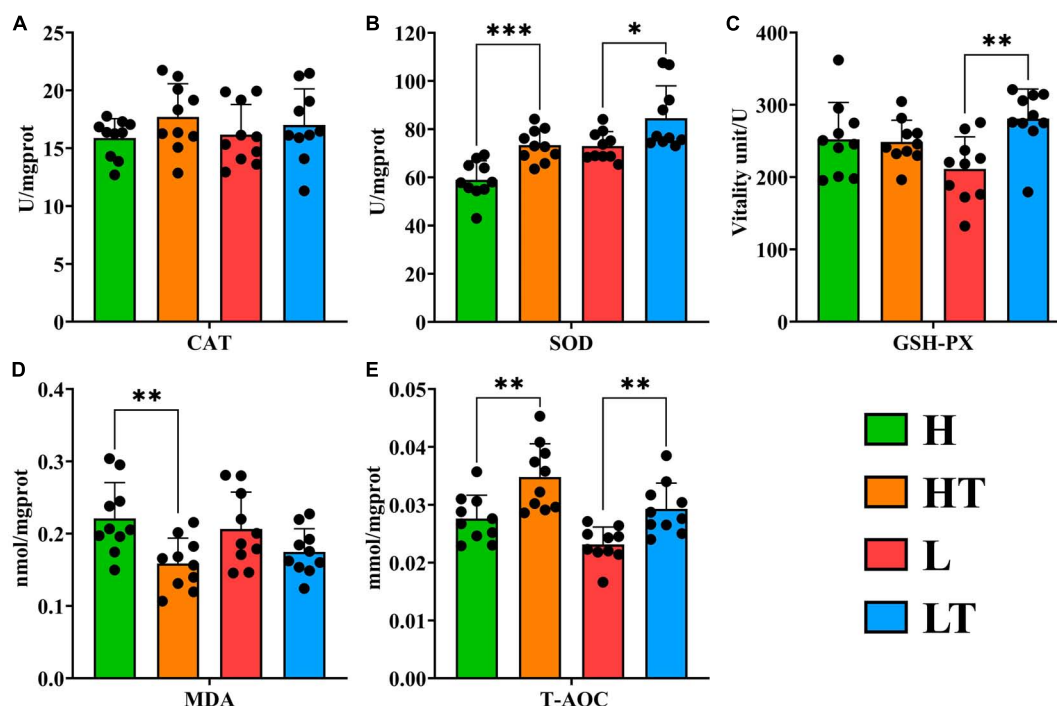 A
U/mgprot
25
20
15
10
5
0
CAT
B
U/mgprot
120
100
80
60
40
20
0
***
*
SOD
C
Vitality unit/U
400
300
200
100
0
**
GSH-PX
D
nmol/mgprot
0.4
0.3
0.2
0.1
0.0
**
MDA
E
mmol/mgprot
0.05
0.04
0.03
0.02
0.01
0.00
**
**
T-AOC
H
HT
L
LT